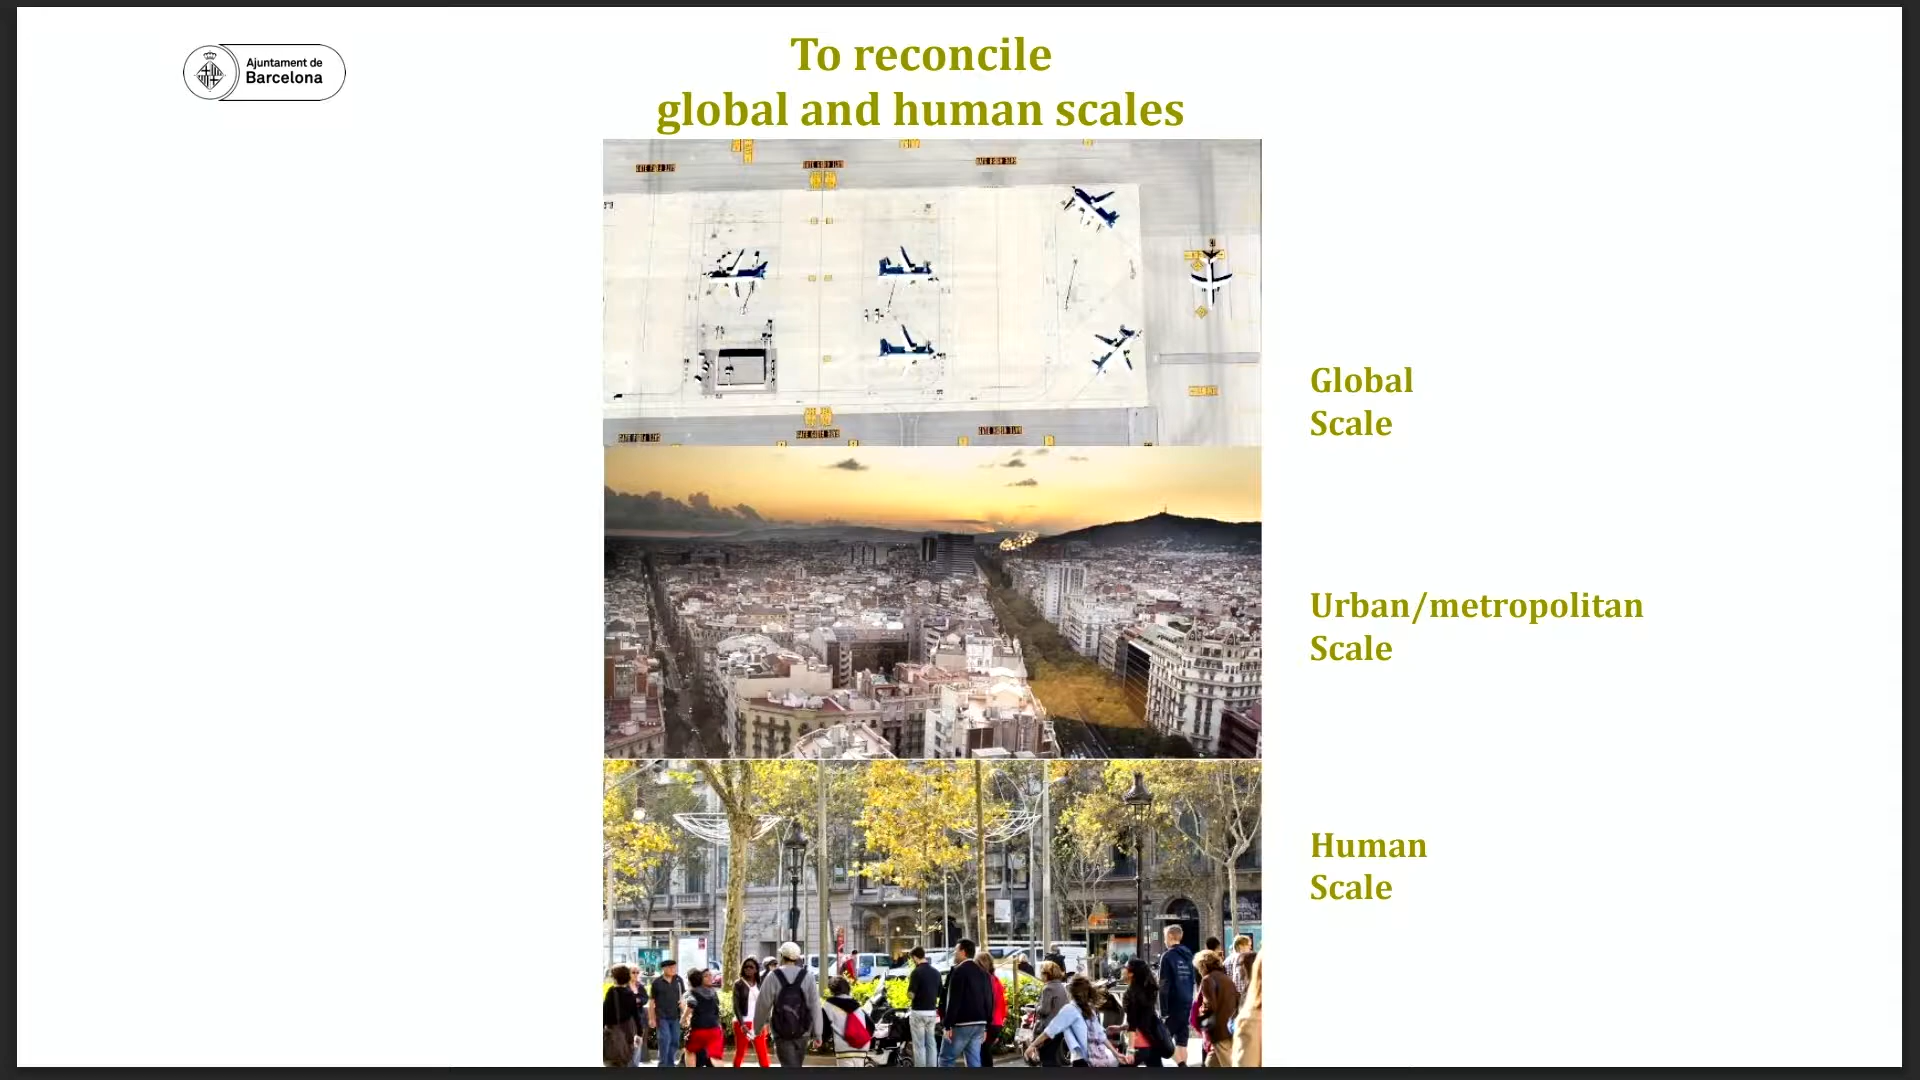 Ajuntament de
Barcelona
To reconcile
global and human scales
Global
Scale
Urban/metropolitan
Scale
Human
Scale